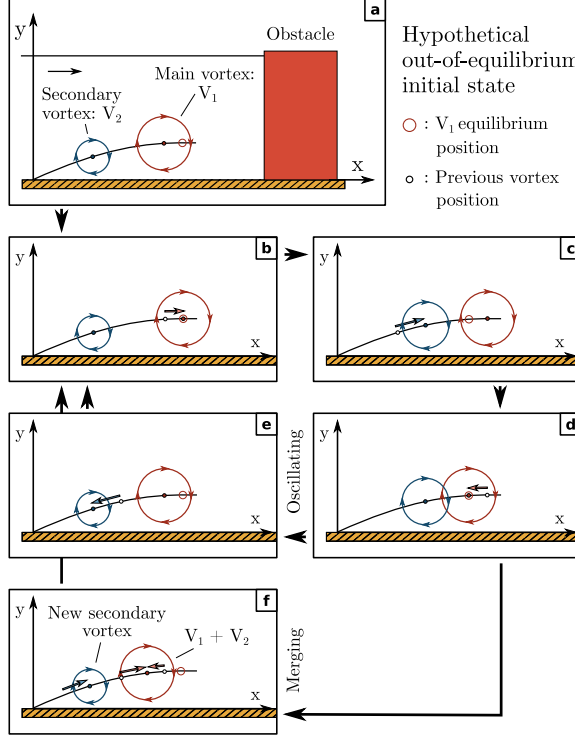 a
y
Obstacle
Main vortex:
V₁
Secondary
vortex: V₂
x
Hypothetical
out-of-equilibrium
initial state
: V₁ equilibrium
position
: Previous vortex
position
b
y
x
c
y
x
e
y
x
Oscillating
d
y
x
f
y
New secondary
vortex
V₁ + V₂
x
Merging